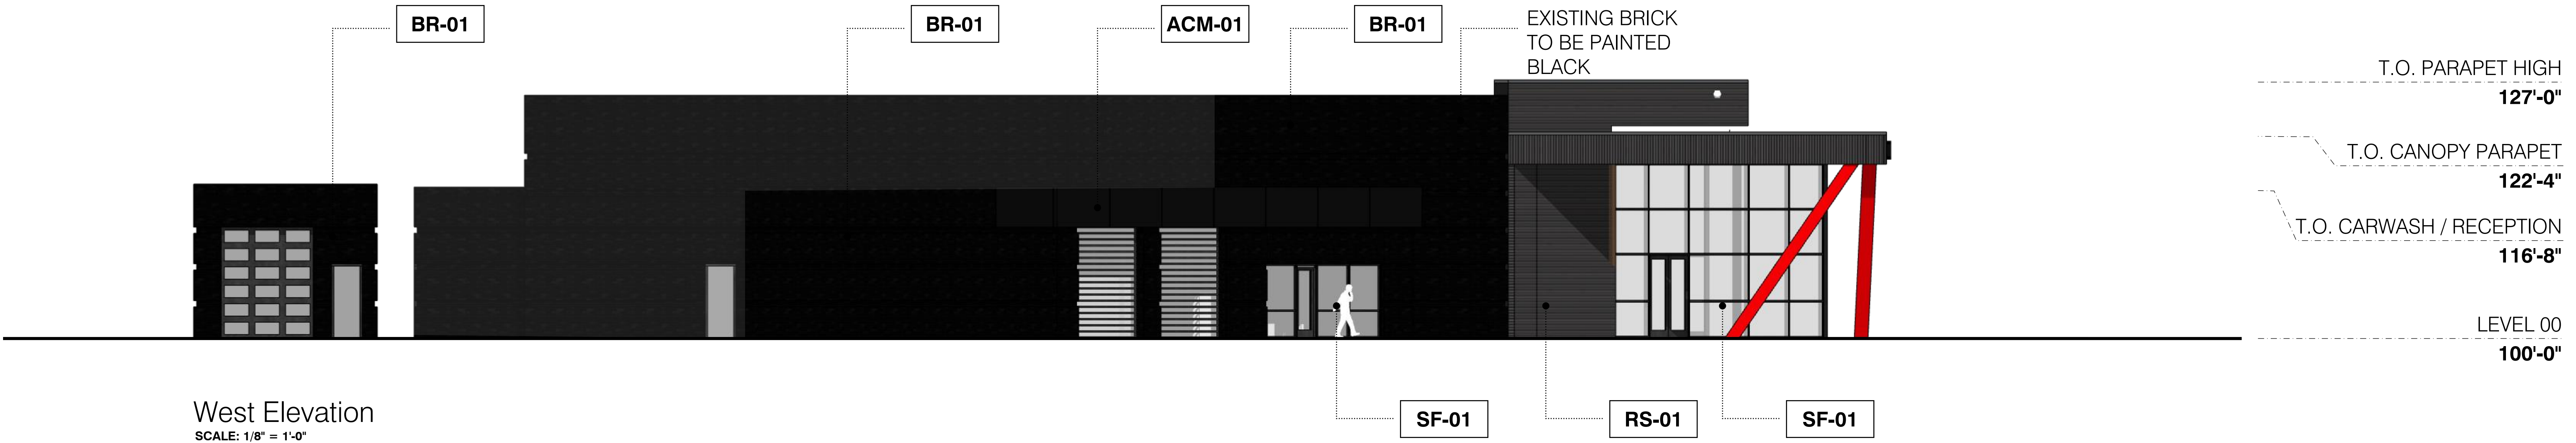 BR-01
BR-01
ACM-01
BR-01
EXISTING BRICK
TO BE PAINTED
BLACK
T.O. PARAPET HIGH
127'-0"
T.O. CANOPY PARAPET
122'-4"
T.O. CARWASH / RECEPTION
116'-8"
LEVEL 00
100'-0"
SF-01
RS-01
SF-01
West Elevation
SCALE: 1/8" = 1'-0"